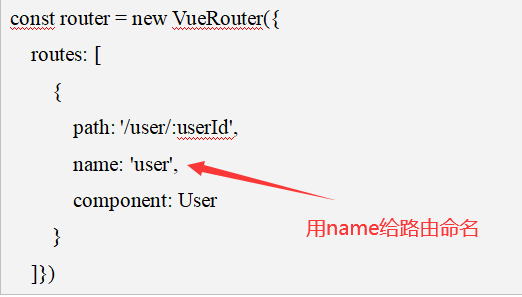 const router = new VueRouter({
routes: [
{
path: '/user/:userId',
name: 'user',
component: User
}
]})
用name给路由命名